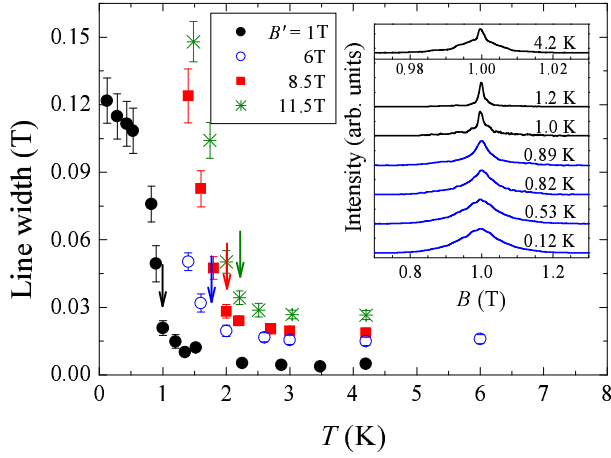 0.15
0.12
0.09
0.06
0.03
0.00
Line width (T)
0 1 2 3 4 5 6 7 8
T (K)
B′ = 1T
6T
8.5T
11.5T
Intensity (arb. units)
4.2 K
0.98 1.00 1.02
1.2 K
1.0 K
0.89 K
0.82 K
0.53 K
0.12 K
0.8 1.0 1.2
B (T)